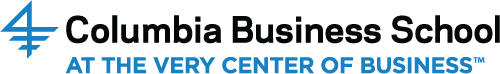 Columbia Business School
AT THE VERY CENTER OF BUSINESS™